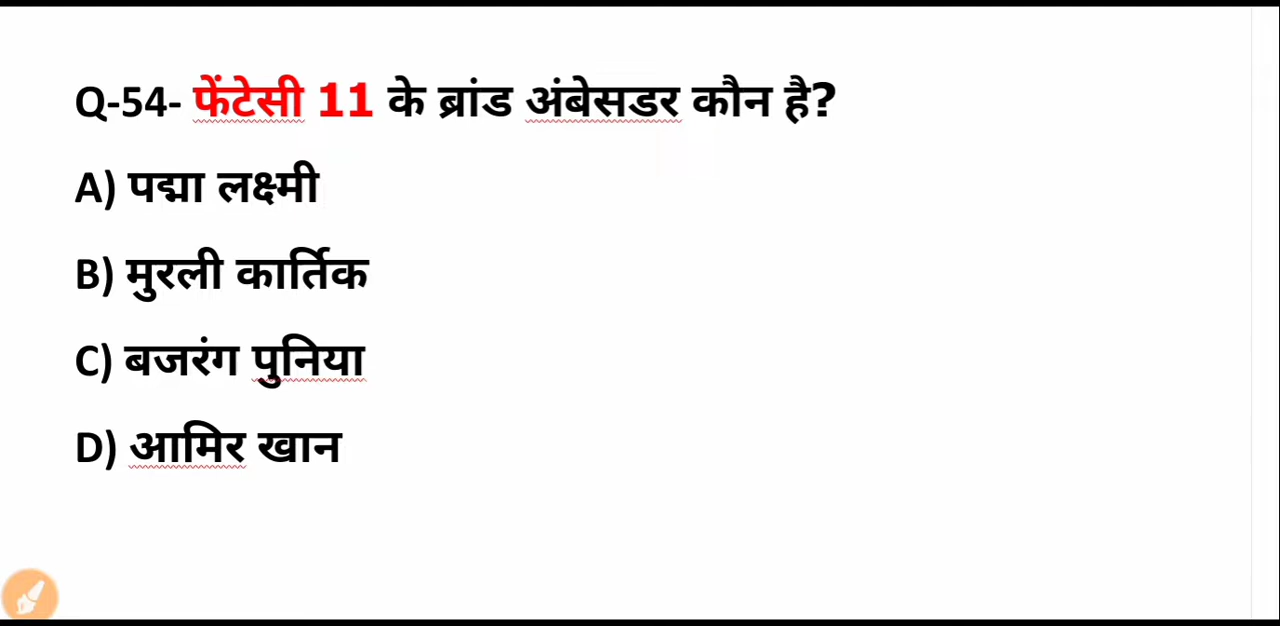 Q-54- फेंटेसी 11 के ब्रांड अंबेसडर कौन है?
A) पद्मा लक्ष्मी
B) मुरली कार्तिक
C) बजरंग पुनिया
D) आमिर खान